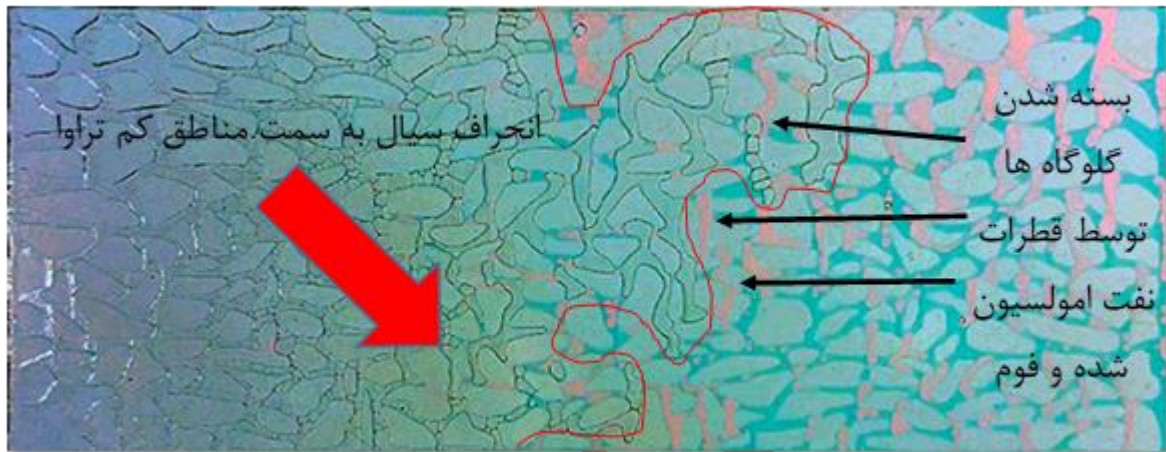 انحراف سیال به سمت مناطق کم تراوا
بسته شدن
گلوگاه ها
توسط قطرات
نفت امولسیون
شده و فوم